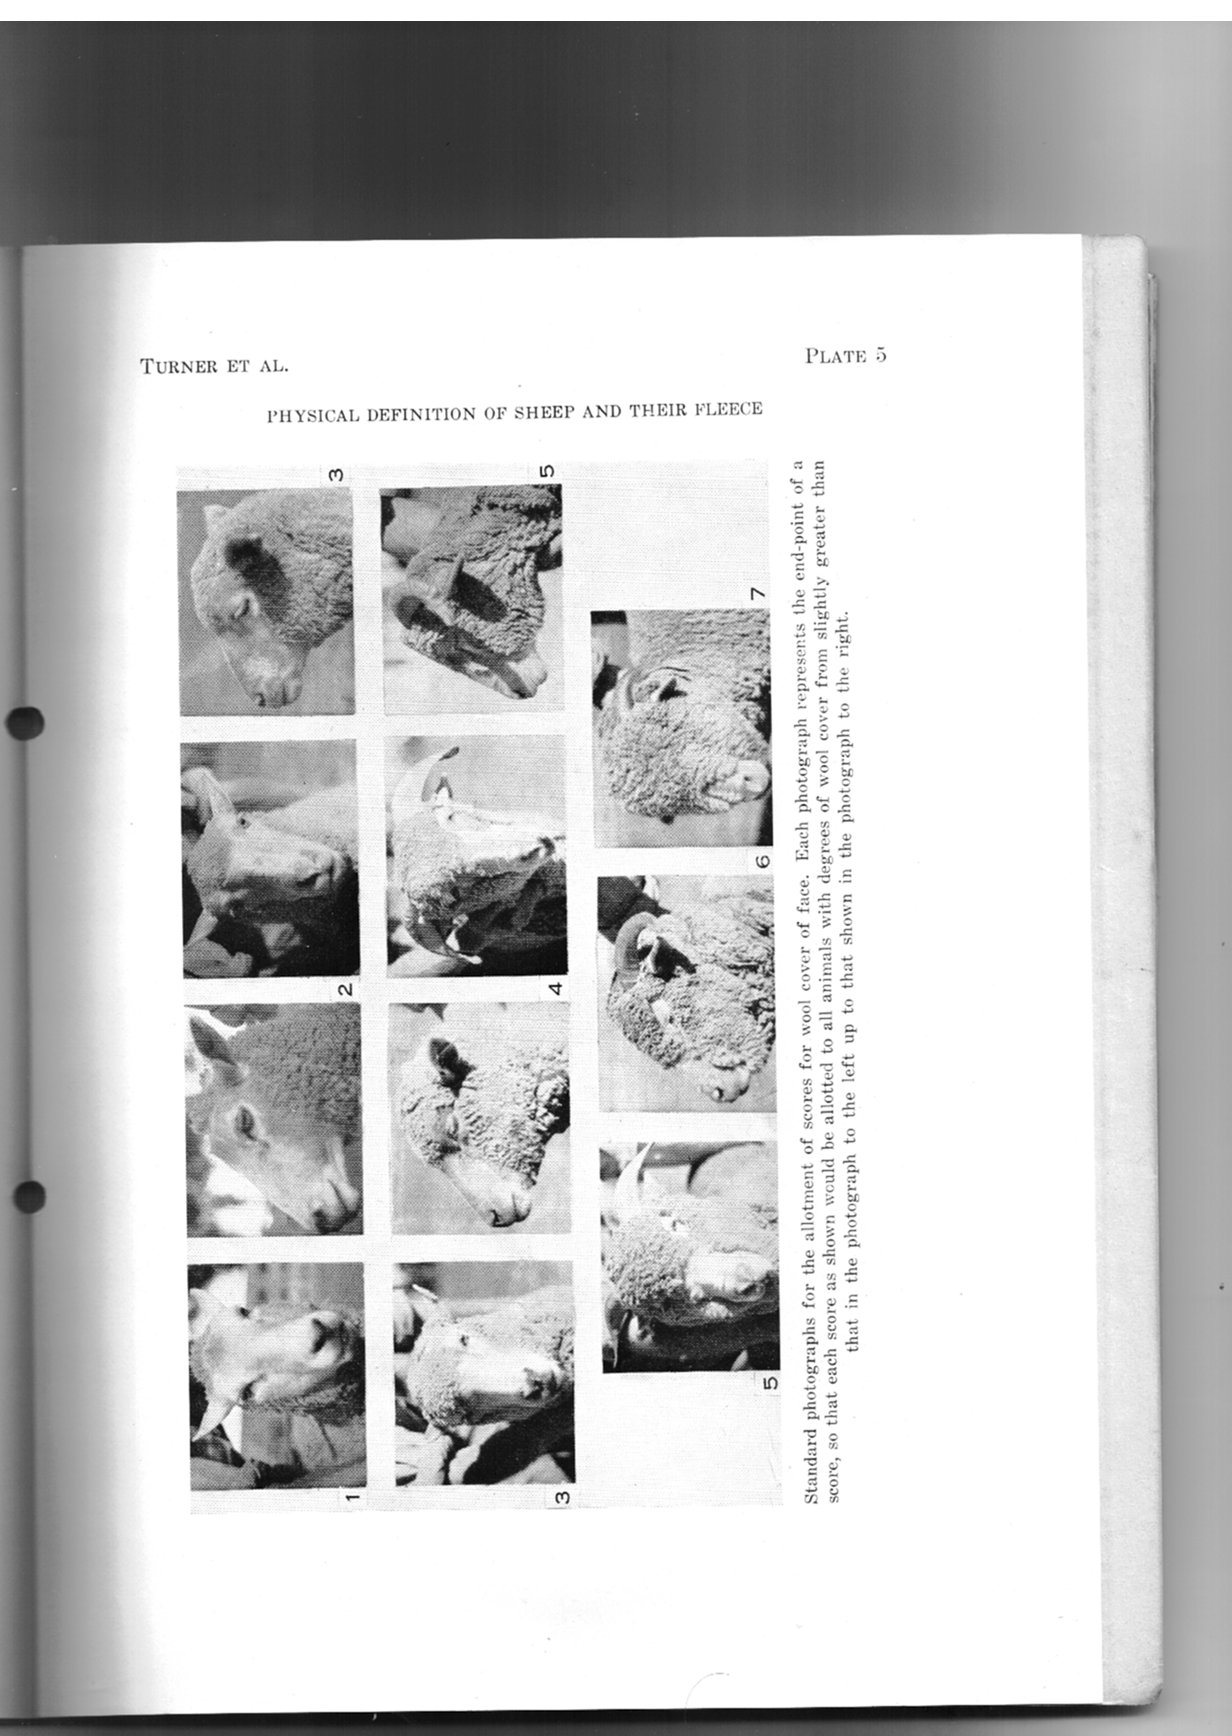 TURNER ET AL.
PLATE 5
PHYSICAL DEFINITION OF SHEEP AND THEIR FLEECE
1
2
3
3
4
5
5
6
7
Standard photographs for the allotment of scores for wool cover of face. Each photograph represents the end-point of a
score, so that each score as shown would be allotted to all animals with degrees of wool cover from slightly greater than
that in the photograph to the left up to that shown in the photograph to the right.